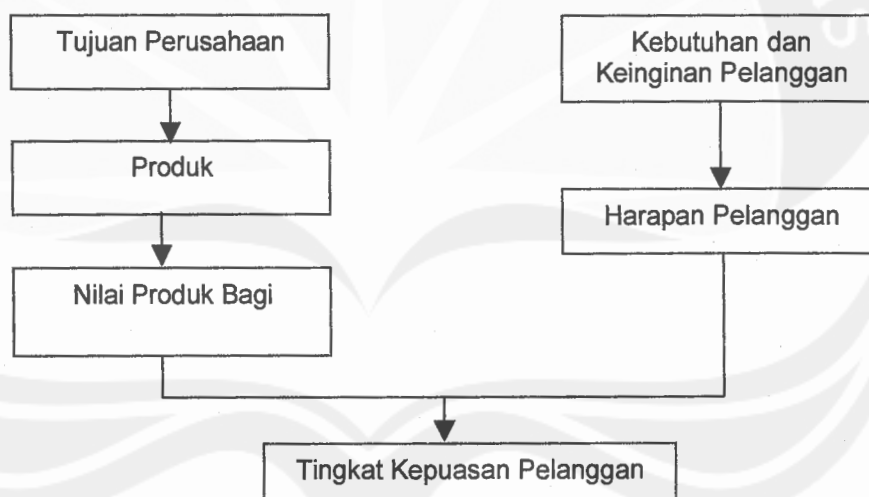 Tujuan Perusahaan
Kebutuhan dan
Keinginan Pelanggan
Produk
Harapan Pelanggan
Nilai Produk Bagi
Tingkat Kepuasan Pelanggan